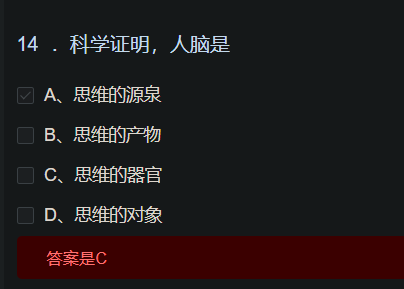 14 ．科学证明，人脑是
A、思维的源泉
B、思维的产物
C、思维的器官
D、思维的对象
答案是C